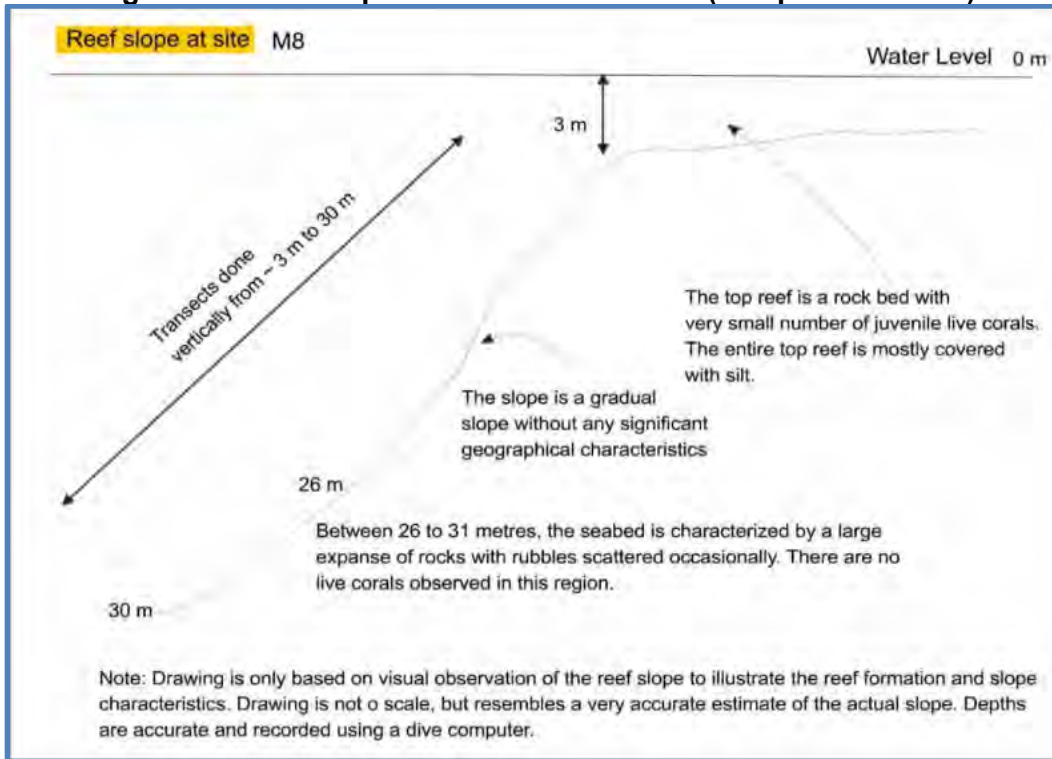 Reef slope at site M8
Water Level 0 m
3 m
Transects done
vertically from ~ 3 m to 30 m
The top reef is a rock bed with
very small number of juvenile live corals.
The entire top reef is mostly covered
with silt.
The slope is a gradual
slope without any significant
geographical characteristics
26 m
Between 26 to 31 metres, the seabed is characterized by a large
expanse of rocks with rubbles scattered occasionally. There are no
live corals observed in this region.
30 m
Note: Drawing is only based on visual observation of the reef slope to illustrate the reef formation and slope
characteristics. Drawing is not o scale, but resembles a very accurate estimate of the actual slope. Depths
are accurate and recorded using a dive computer.